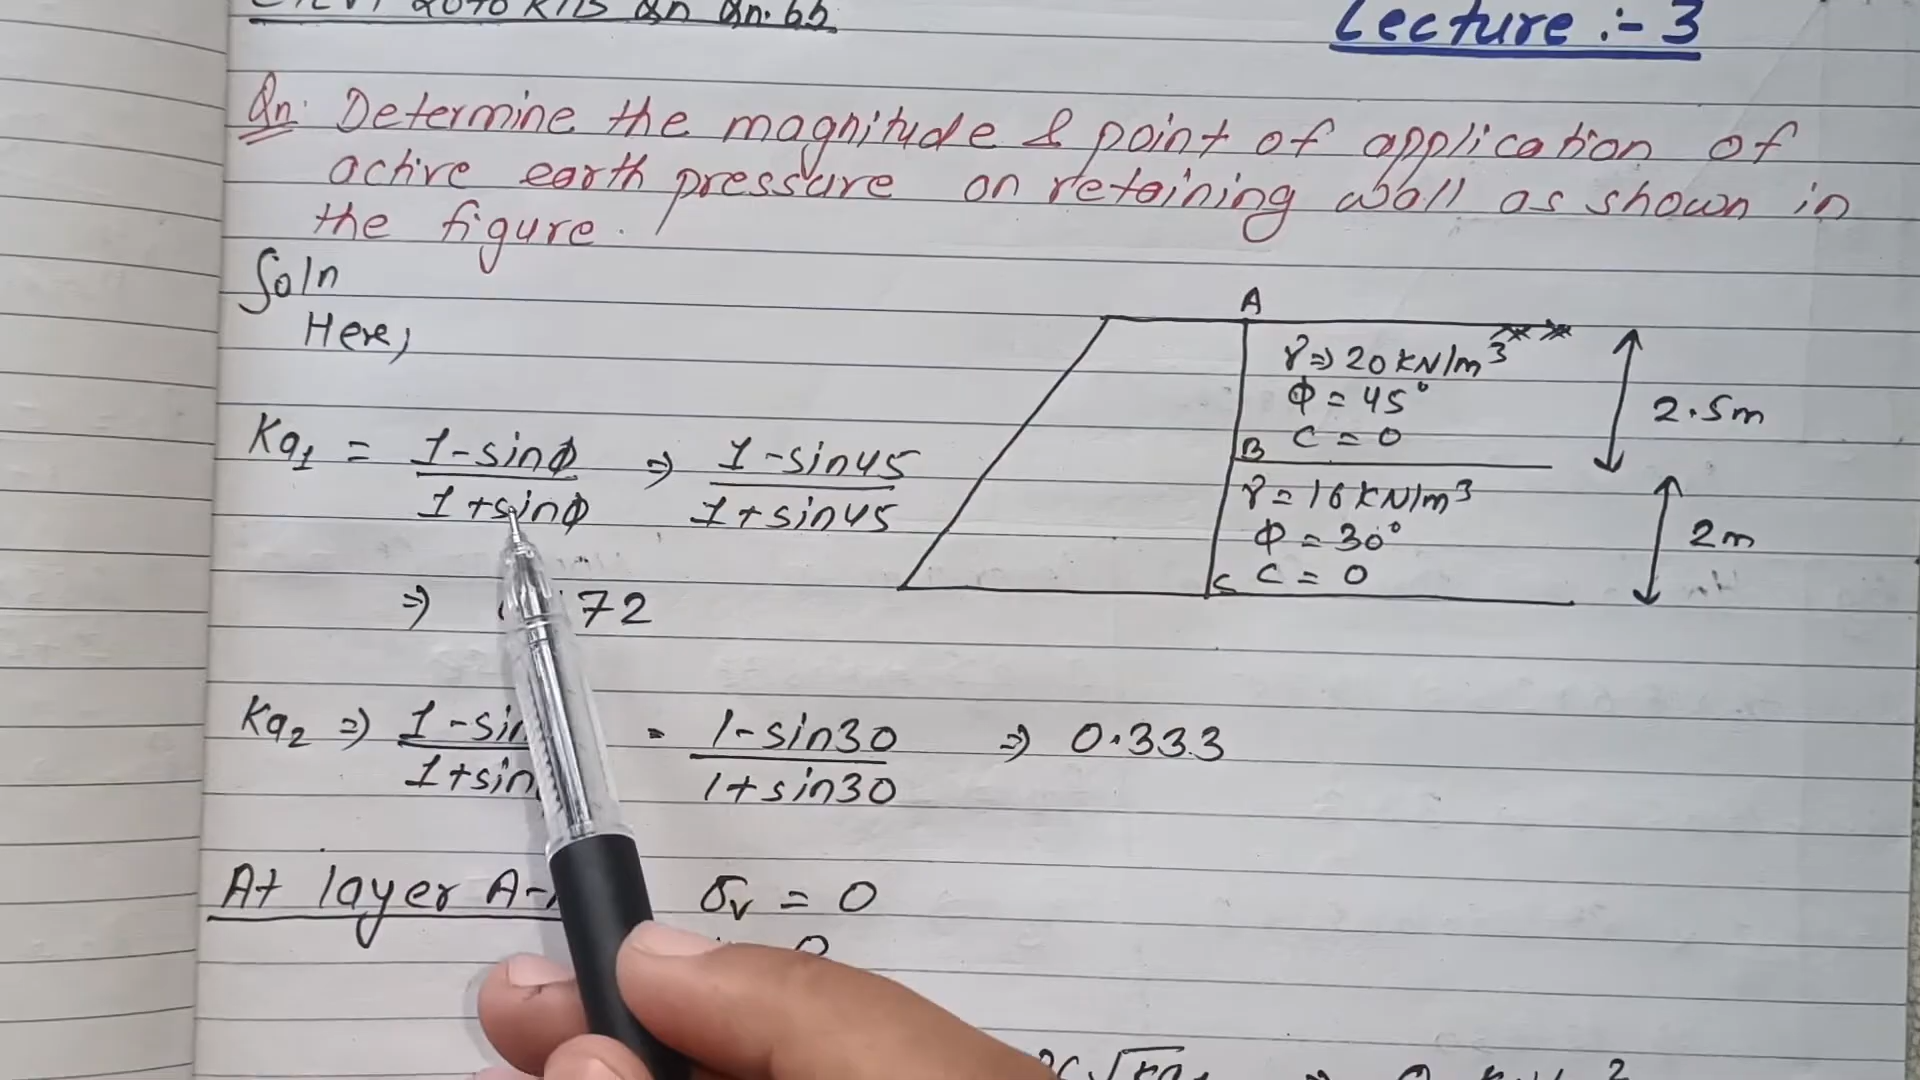 Lecture :- 3
Qn: Determine the magnitude & point of application of
active earth pressure on retaining wall as shown in
the figure.
Soln
Here,
A
γ => 20 KN/m³
Φ = 45°
C = 0
2.5m
B
γ = 16 KN/m³
Φ = 30°
C = 0
2m
C
Ka₁ = 1-sinφ / 1+sinφ => 1-sin45 / 1+sin45
=> 72
Ka₂ => 1-sin / 1+sin = 1-sin30 / 1+sin30 => 0.333
At layer A- σv = 0